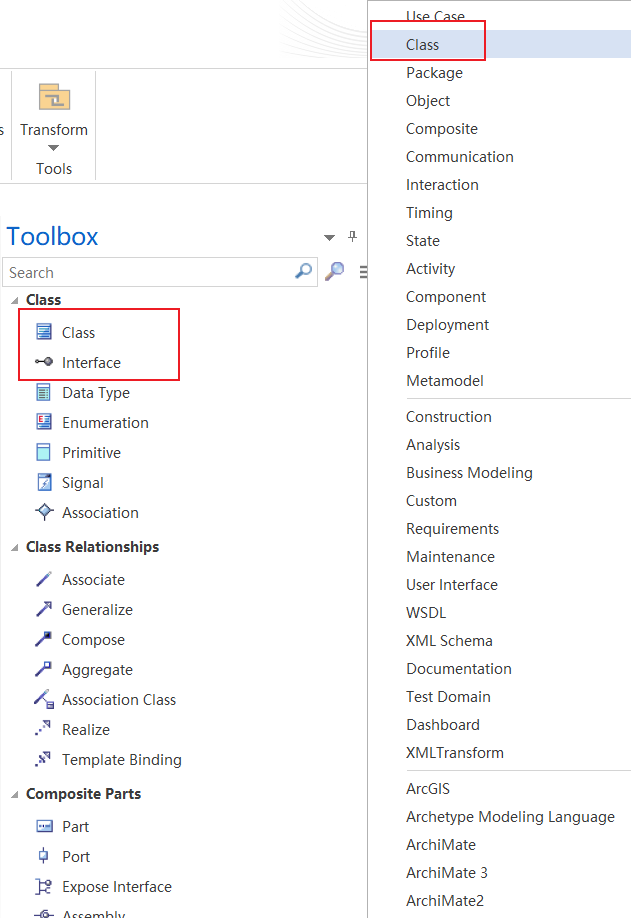 s
Transform
Tools
Toolbox
Search
Class
Class
Interface
Data Type
Enumeration
Primitive
Signal
Association
Class Relationships
Associate
Generalize
Compose
Aggregate
Association Class
Realize
Template Binding
Composite Parts
Part
Port
Expose Interface
Assembly
Use Case
Class
Package
Object
Composite
Communication
Interaction
Timing
State
Activity
Component
Deployment
Profile
Metamodel
Construction
Analysis
Business Modeling
Custom
Requirements
Maintenance
User Interface
WSDL
XML Schema
Documentation
Test Domain
Dashboard
XMLTransform
ArcGIS
Archetype Modeling Language
ArchiMate
ArchiMate 3
ArchiMate2